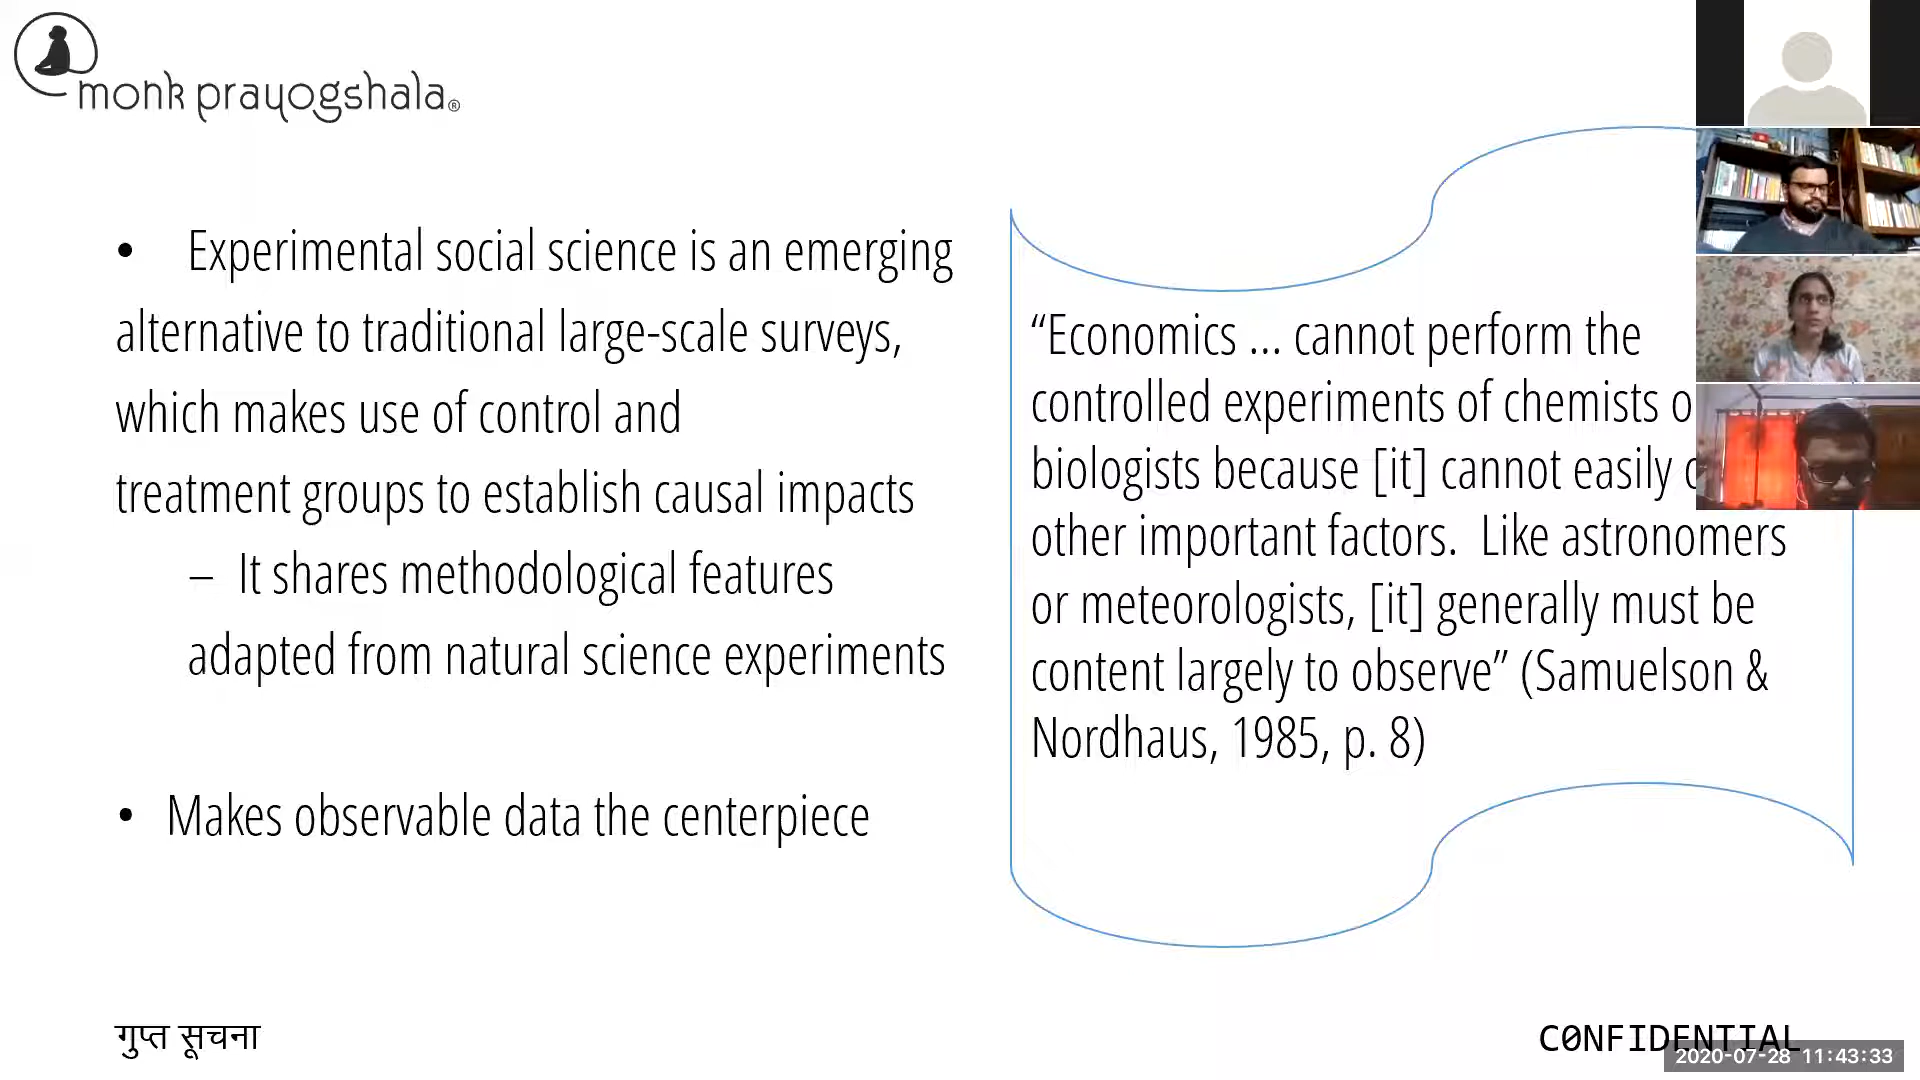 monk prayogshala®
• Experimental social science is an emerging
alternative to traditional large-scale surveys,
which makes use of control and
treatment groups to establish causal impacts
– It shares methodological features
adapted from natural science experiments
• Makes observable data the centerpiece
“Economics ... cannot perform the
controlled experiments of chemists
biologists because [it] cannot easily
other important factors. Like astronomers
or meteorologists, [it] generally must be
content largely to observe” (Samuelson &
Nordhaus, 1985, p. 8)
गुप्त सूचना
C0NFIDENTIAL
2020-07-28 11:43:33